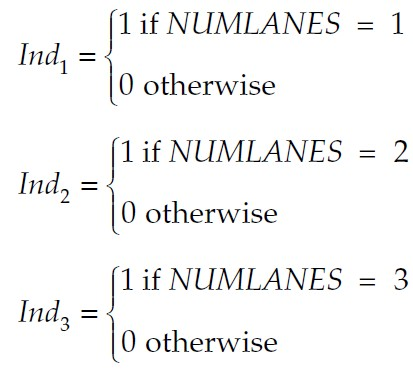 Ind₁ = {1 if NUMLANES = 1
0 otherwise
Ind₂ = {1 if NUMLANES = 2
0 otherwise
Ind₃ = {1 if NUMLANES = 3
0 otherwise